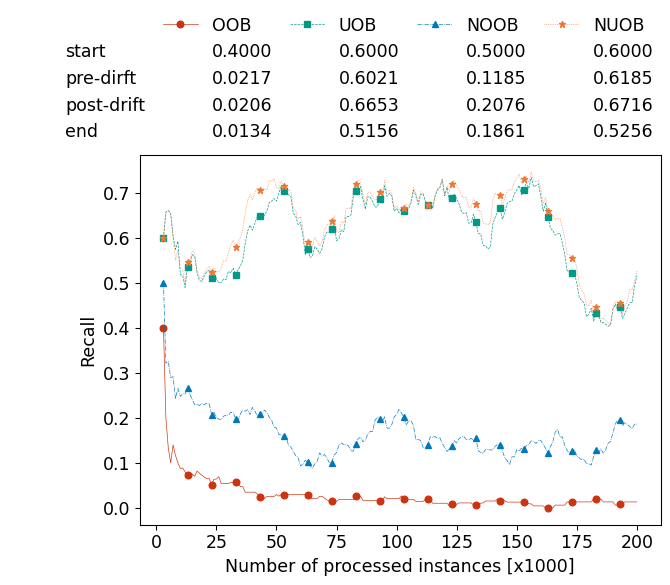 OOB UOB NOOB NUOB
start 0.4000 0.6000 0.5000 0.6000
pre-dirft 0.0217 0.6021 0.1185 0.6185
post-drift 0.0206 0.6653 0.2076 0.6716
end 0.0134 0.5156 0.1861 0.5256
0.7
0.6
0.5
0.4
0.3
0.2
0.1
0.0
Recall
0 25 50 75 100 125 150 175 200
Number of processed instances [x1000]